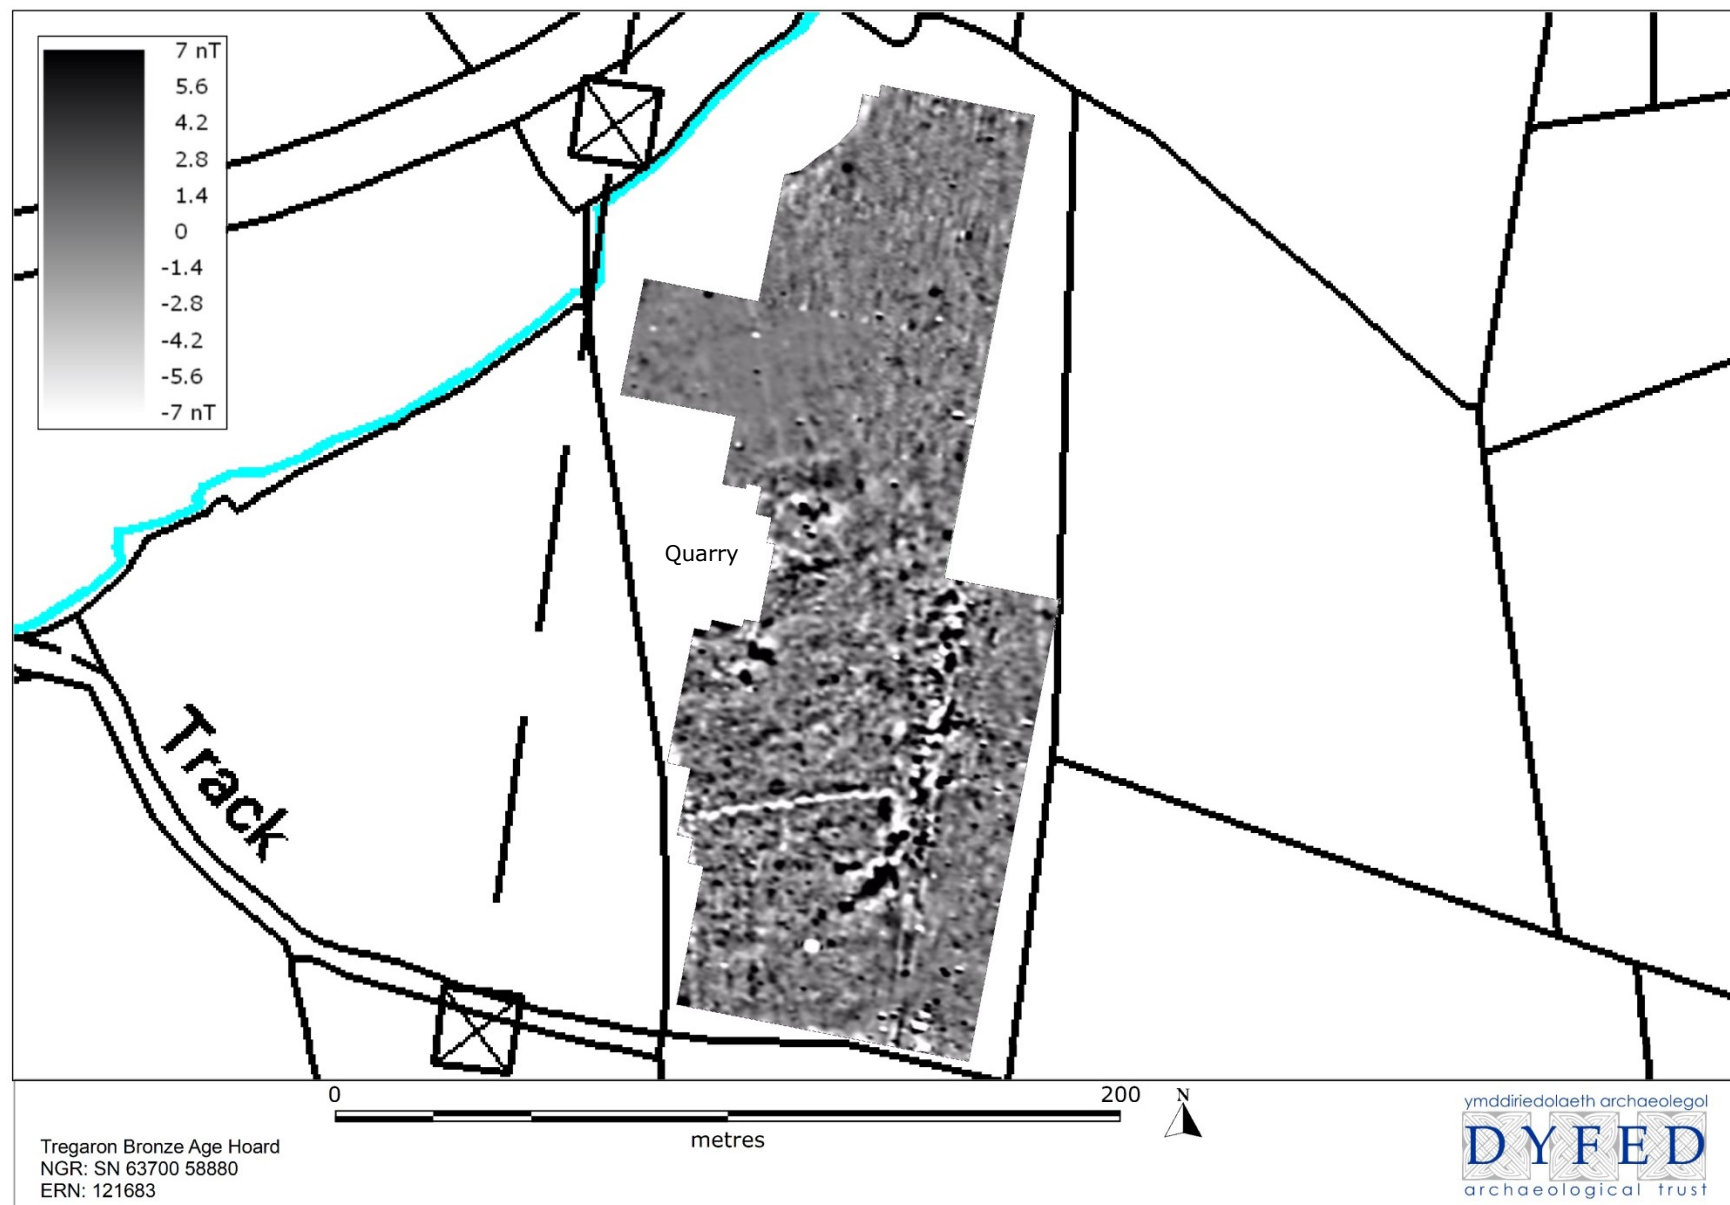 7 nT
5.6
4.2
2.8
1.4
0
-1.4
-2.8
-4.2
-5.6
-7 nT
Quarry
Track
0
200
metres
N
Tregaron Bronze Age Hoard
NGR: SN 63700 58880
ERN: 121683
ymddiriedolaeth archaeolegol
DYFED
archaeological trust